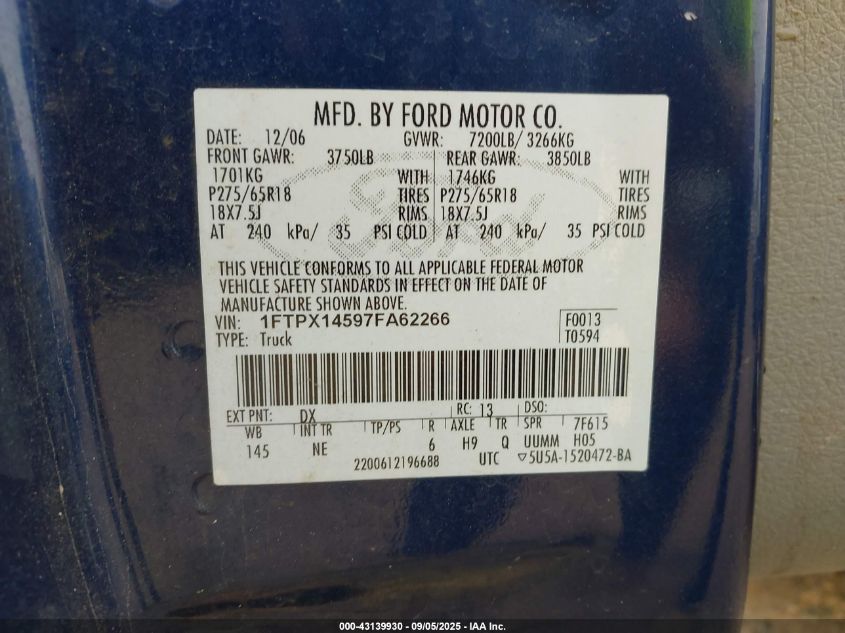 MFD. BY FORD MOTOR CO.
DATE: 12/06 GVWR: 7200LB/ 3266KG
FRONT GAWR: 3750LB REAR GAWR: 3850LB
1701KG WITH 1746KG WITH
P275/65R18 TIRES P275/65R18 TIRES
18X7.5J RIMS 18X7.5J RIMS
AT 240 kPa/ 35 PSI COLD AT 240 kPa/ 35 PSI COLD
Ford
THIS VEHICLE CONFORMS TO ALL APPLICABLE FEDERAL MOTOR
VEHICLE SAFETY STANDARDS IN EFFECT ON THE DATE OF
MANUFACTURE SHOWN ABOVE.
VIN: 1FTPX14597FA62266 F0013
TYPE: Truck T0594
EXT PNT: DX RC: 13 DSO:
WB INT TR TP/PS R AXLE TR SPR 7F615
145 NE 6 H9 Q UUMM H05
2200612196688 UTC ▽5U5A-1520472-BA
000-43139930 - 09/05/2025 - IAA Inc.